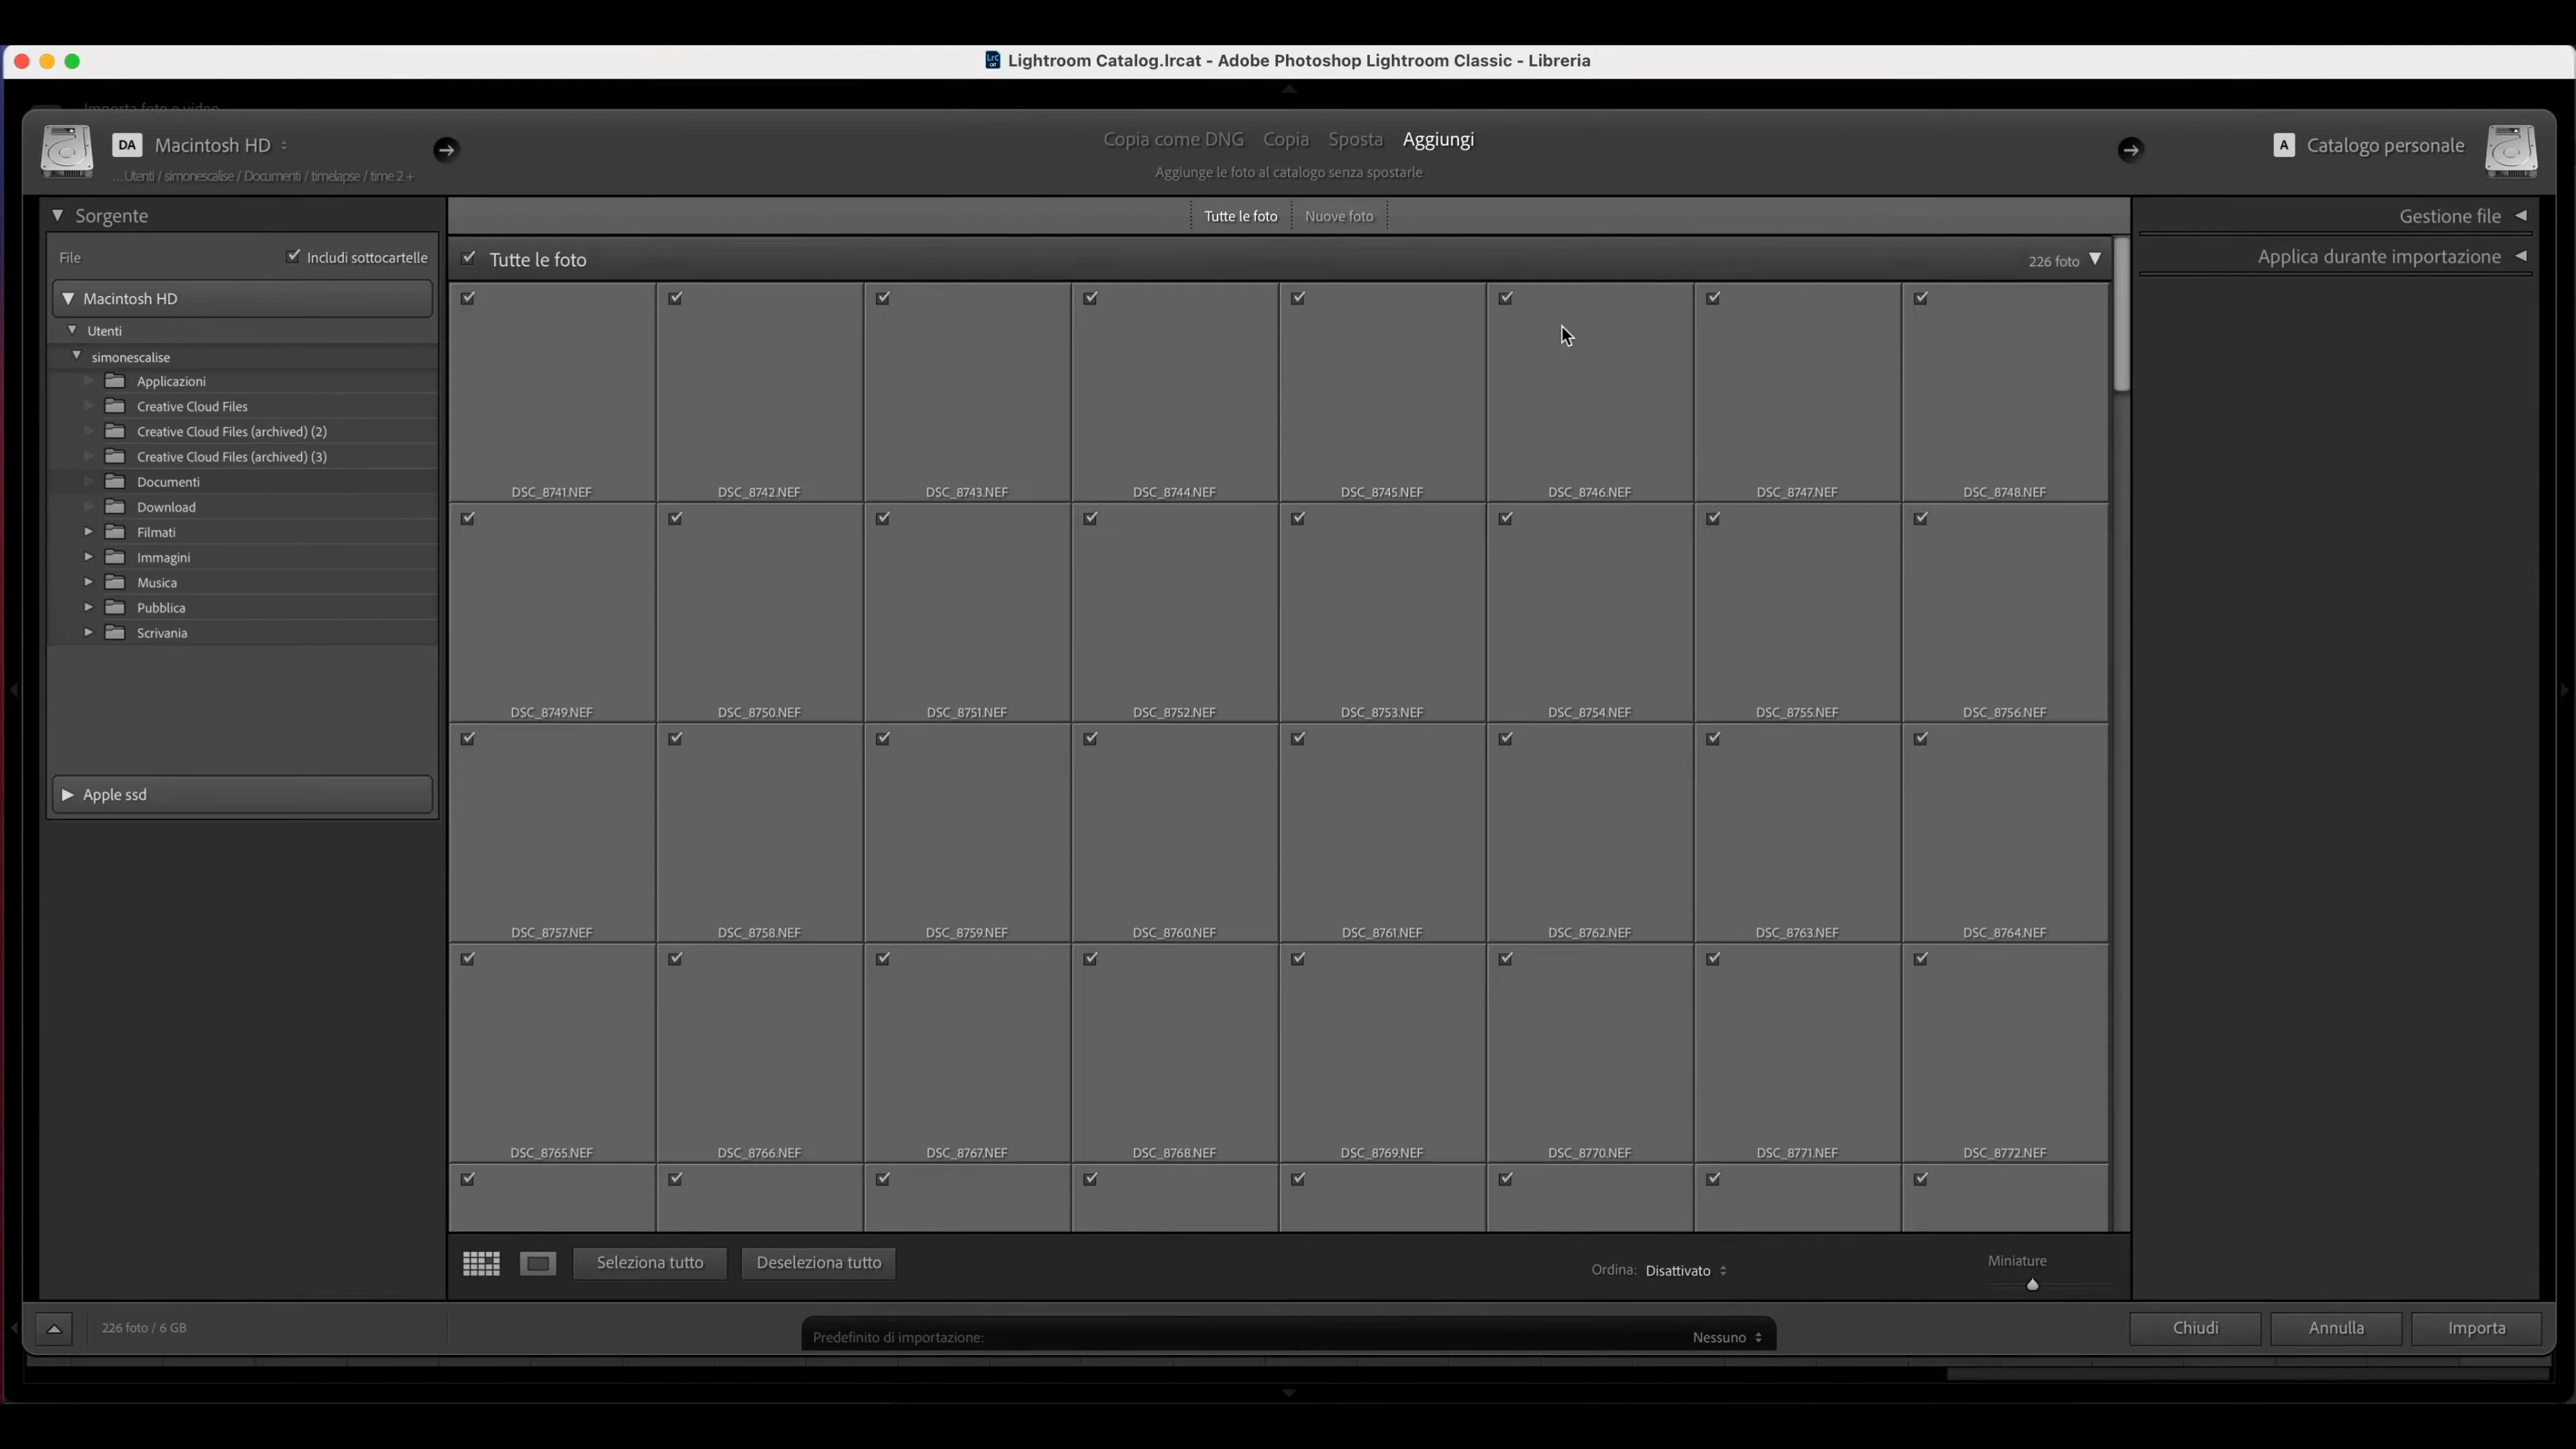 Lightroom Catalog.lrcat - Adobe Photoshop Lightroom Classic - Libreria
Importa foto e video
DA Macintosh HD
...Utenti / simonescalise / Documenti / timelapse / time 2 +
Copia come DNG Copia Sposta Aggiungi
Aggiunge le foto al catalogo senza spostarle
A Catalogo personale
Sorgente
Tutte le foto Nuove foto
Gestione file
File Includi sottocartelle
Tutte le foto 226 foto
Applica durante importazione
Macintosh HD
Utenti
simonescalise
Applicazioni
Creative Cloud Files
Creative Cloud Files (archived) (2)
Creative Cloud Files (archived) (3)
Documenti
Download
Filmati
Immagini
Musica
Pubblica
Scrivania
Apple ssd
DSC_8741.NEF DSC_8742.NEF DSC_8743.NEF DSC_8744.NEF DSC_8745.NEF DSC_8746.NEF DSC_8747.NEF DSC_8748.NEF
DSC_8749.NEF DSC_8750.NEF DSC_8751.NEF DSC_8752.NEF DSC_8753.NEF DSC_8754.NEF DSC_8755.NEF DSC_8756.NEF
DSC_8757.NEF DSC_8758.NEF DSC_8759.NEF DSC_8760.NEF DSC_8761.NEF DSC_8762.NEF DSC_8763.NEF DSC_8764.NEF
DSC_8765.NEF DSC_8766.NEF DSC_8767.NEF DSC_8768.NEF DSC_8769.NEF DSC_8770.NEF DSC_8771.NEF DSC_8772.NEF
Seleziona tutto Deseleziona tutto Ordina: Disattivato Miniature
226 foto / 6 GB
Predefinito di importazione: Nessuno
Chiudi Annulla Importa